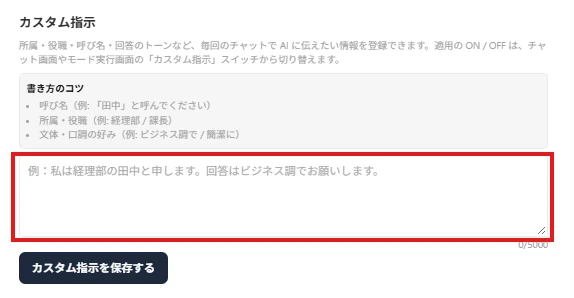 カスタム指示
所属・役職・呼び名・回答のトーンなど、毎回のチャットで AI に伝えたい情報を登録できます。適用の ON / OFF は、チャ
ット画面やモード実行画面の「カスタム指示」スイッチから切り替えます。
書き方のコツ
• 呼び名（例: 「田中」と呼んでください）
• 所属・役職（例: 経理部 / 課長）
• 文体・口調の好み（例: ビジネス調で / 簡潔に）
例：私は経理部の田中と申します。回答はビジネス調でお願いします。
0/5000
カスタム指示を保存する